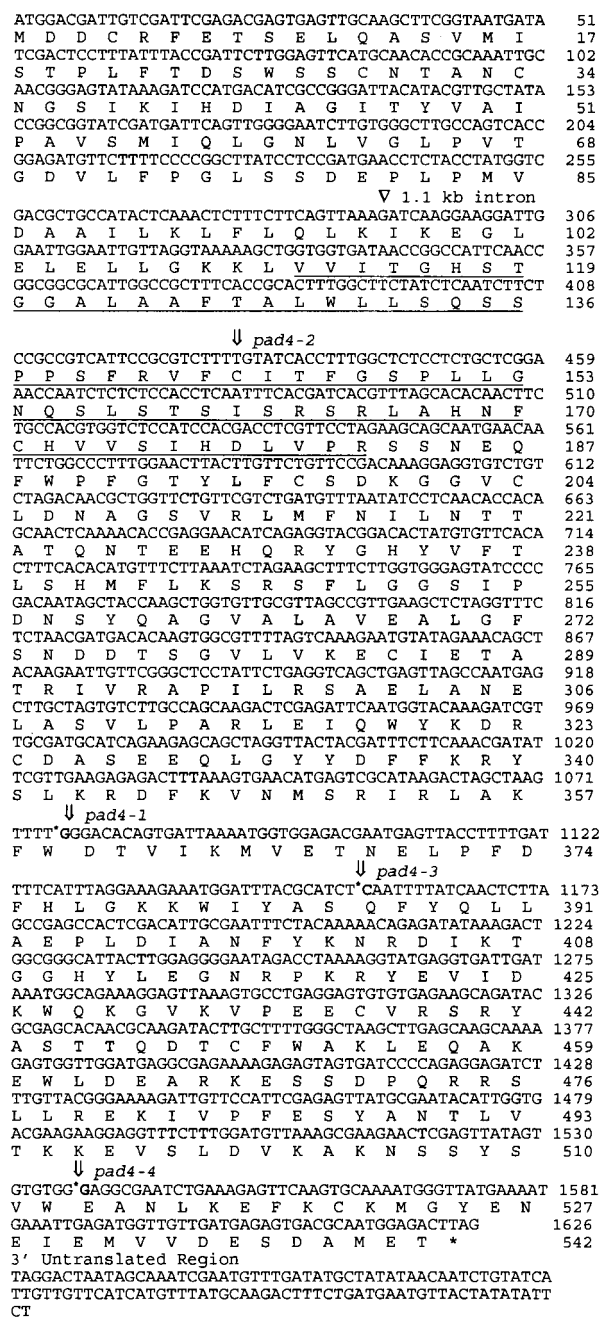 ATGGACGATTGTCGATTCGAGACGAGTGAGTTGCAAGCTTCGGTAATGATA 51
M D D C R F E T S E L Q A S V M I 17
TCGACTCCTTTATTTACCGATTCTTGGAGTTCATGCAACACCGCAAATTGC 102
S T P L F T D S W S S C N T A N C 34
AACGGGAGTATAAAGATCCATGACATCGCCGGGATTACATACGTTGCTATA 153
N G S I K I H D I A G I T Y V A I 51
CCGGCGGTATCGATGATTCAGTTGGGGAATCTTGTGGGCTTGCCAGTCACC 204
P A V S M I Q L G N L V G L P V T 68
GGAGATGTTCTTTTCCCCGGCTTATCCTCCGATGAACCTCTACCTATGGTC 255
G D V L F P G L S S D E P L P M V 85
∇ 1.1 kb intron
GACGCTGCCATACTCAAACTCTTTCTTCAGTTAAAGATCAAGGAAGGATTG 306
D A A I L K L F L Q L K I K E G L 102
GAATTGGAATTGTTAGGTAAAAAGCTGGTGGTGATAACCGGCCATTCAACC 357
E L E L L G K K L V V I T G H S T 119
GGCGGCGCATTGGCCGCTTTCACCGCACTTTGGCTTCTATCTCAATCTTCT 408
G G A L A A F T A L W L L S Q S S 136
⇓ pad4-2
CCGCCGTCATTCCGCGTCTTTTGTATCACCTTTGGCTCTCCTCTGCTCGGA 459
P P S F R V F C I T F G S P L L G 153
AACCAATCTCTCTCCACCTCAATTTCACGATCACGTTTAGCACACAACTTC 510
N Q S L S T S I S R S R L A H N F 170
TGCCACGTGGTCTCCATCCACGACCTCGTTCCTAGAAGCAGCAATGAACAA 561
C H V V S I H D L V P R S S N E Q 187
TTCTGGCCCTTTGGAACTTACTTGTTCTGTTCCGACAAAGGAGGTGTCTGT 612
F W P F G T Y L F C S D K G G V C 204
CTAGACAACGCTGGTTCTGTTCGTCTGATGTTTAATATCCTCAACACCACA 663
L D N A G S V R L M F N I L N T T 221
GCAACTCAAAACACCGAGGAACATCAGAGGTACGGACACTATGTGTTCACA 714
A T Q N T E E H Q R Y G H Y V F T 238
CTTTCACACATGTTTCTTAAATCTAGAAGCTTTCTTGGTGGGAGTATCCCC 765
L S H M F L K S R S F L G G S I P 255
GACAATAGCTACCAAGCTGGTGTTGCGTTAGCCGTTGAAGCTCTAGGTTTC 816
D N S Y Q A G V A L A V E A L G F 272
TCTAACGATGACACAAGTGGCGTTTTAGTCAAAGAATGTATAGAAACAGCT 867
S N D D T S G V L V K E C I E T A 289
ACAAGAATTGTTCGGGCTCCTATTCTGAGGTCAGCTGAGTTAGCCAATGAG 918
T R I V R A P I L R S A E L A N E 306
CTTGCTAGTGTCTTGCCAGCAAGACTCGAGATTCAATGGTACAAAGATCGT 969
L A S V L P A R L E I Q W Y K D R 323
TGCGATGCATCAGAAGAGCAGCTAGGTTACTACGATTTCTTCAAACGATAT 1020
C D A S E E Q L G Y Y D F F K R Y 340
TCGTTGAAGAGAGACTTTAAAGTGAACATGAGTCGCATAAGACTAGCTAAG 1071
S L K R D F K V N M S R I R L A K 357
⇓ pad4-1
TTTT*GGGACACAGTGATTAAAATGGTGGAGACGAATGAGTTACCTTTTGAT 1122
F W D T V I K M V E T N E L P F D 374
⇓ pad4-3
TTTCATTTAGGAAAGAAATGGATTTACGCATCT*CAATTTTATCAACTCTTA 1173
F H L G K K W I Y A S Q F Y Q L L 391
GCCGAGCCACTCGACATTGCGAATTTCTACAAAAACAGAGATATAAAGACT 1224
A E P L D I A N F Y K N R D I K T 408
GGCGGGCATTACTTGGAGGGGAATAGACCTAAAAGGTATGAGGTGATTGAT 1275
G G H Y L E G N R P K R Y E V I D 425
AAATGGCAGAAAGGAGTTAAAGTGCCTGAGGAGTGTGTGAGAAGCAGATAC 1326
K W Q K G V K V P E E C V R S R Y 442
GCGAGCACAACGCAAGATACTTGCTTTTGGGCTAAGCTTGAGCAAGCAAAA 1377
A S T T Q D T C F W A K L E Q A K 459
GAGTGGTTGGATGAGGCGAGAAAAGAGAGTAGTGATCCCCAGAGGAGATCT 1428
E W L D E A R K E S S D P Q R R S 476
TTGTTACGGGAAAAGATTGTTCCATTCGAGAGTTATGCGAATACATTGGTG 1479
L L R E K I V P F E S Y A N T L V 493
ACGAAGAAGGAGGTTTCTTTGGATGTTAAAGCGAAGAACTCGAGTTATAGT 1530
T K K E V S L D V K A K N S S Y S 510
⇓ pad4-4
GTGTGG*GAGGCGAATCTGAAAGAGTTCAAGTGCAAAATGGGTTATGAAAAT 1581
V W E A N L K E F K C K M G Y E N 527
GAAATTGAGATGGTTGTTGATGAGAGTGACGCAATGGAGACTTAG 1626
E I E M V V D E S D A M E T * 542
3' Untranslated Region
TAGGACTAATAGCAAATCGAATGTTTGATATGCTATATAACAATCTGTATCA
TTGTTGTTCATCATGTTTATGCAAGACTTTCTGATGAATGTTACTATATATT
CT